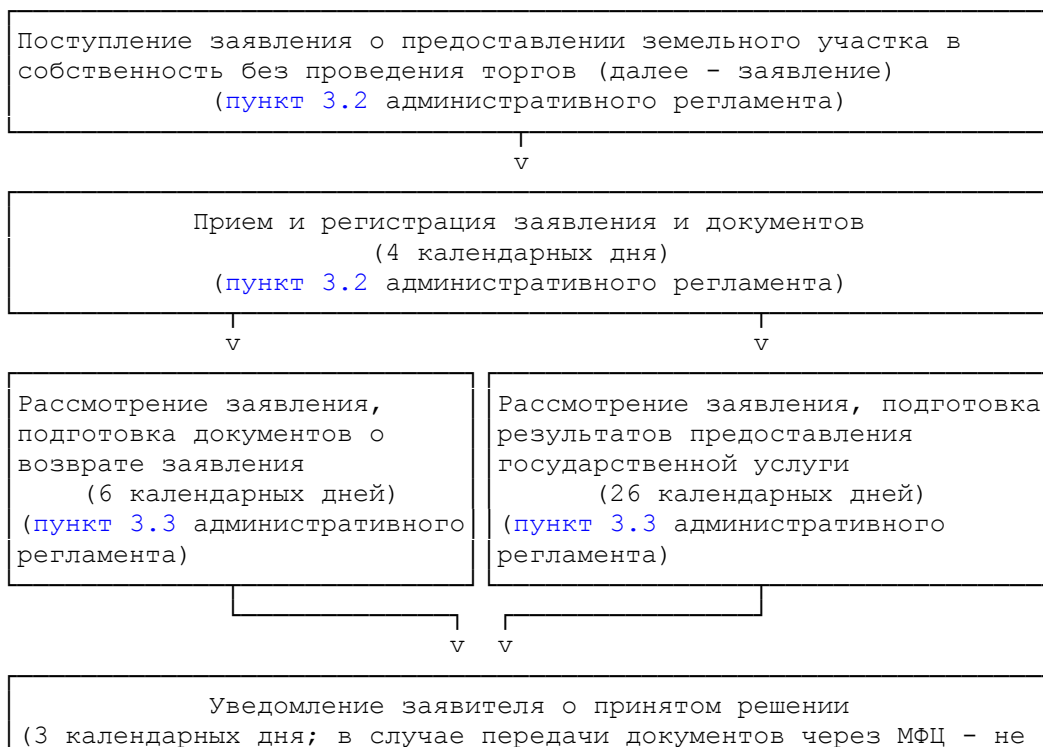 Поступление заявления о предоставлении земельного участка в
собственность без проведения торгов (далее - заявление)
(пункт 3.2 административного регламента)
v
Прием и регистрация заявления и документов
(4 календарных дня)
(пункт 3.2 административного регламента)
v v
Рассмотрение заявления,
подготовка документов о
возврате заявления
(6 календарных дней)
(пункт 3.3 административного
регламента)
Рассмотрение заявления, подготовка
результатов предоставления
государственной услуги
(26 календарных дней)
(пункт 3.3 административного
регламента)
v v
Уведомление заявителя о принятом решении
(3 календарных дня; в случае передачи документов через МФЦ - не